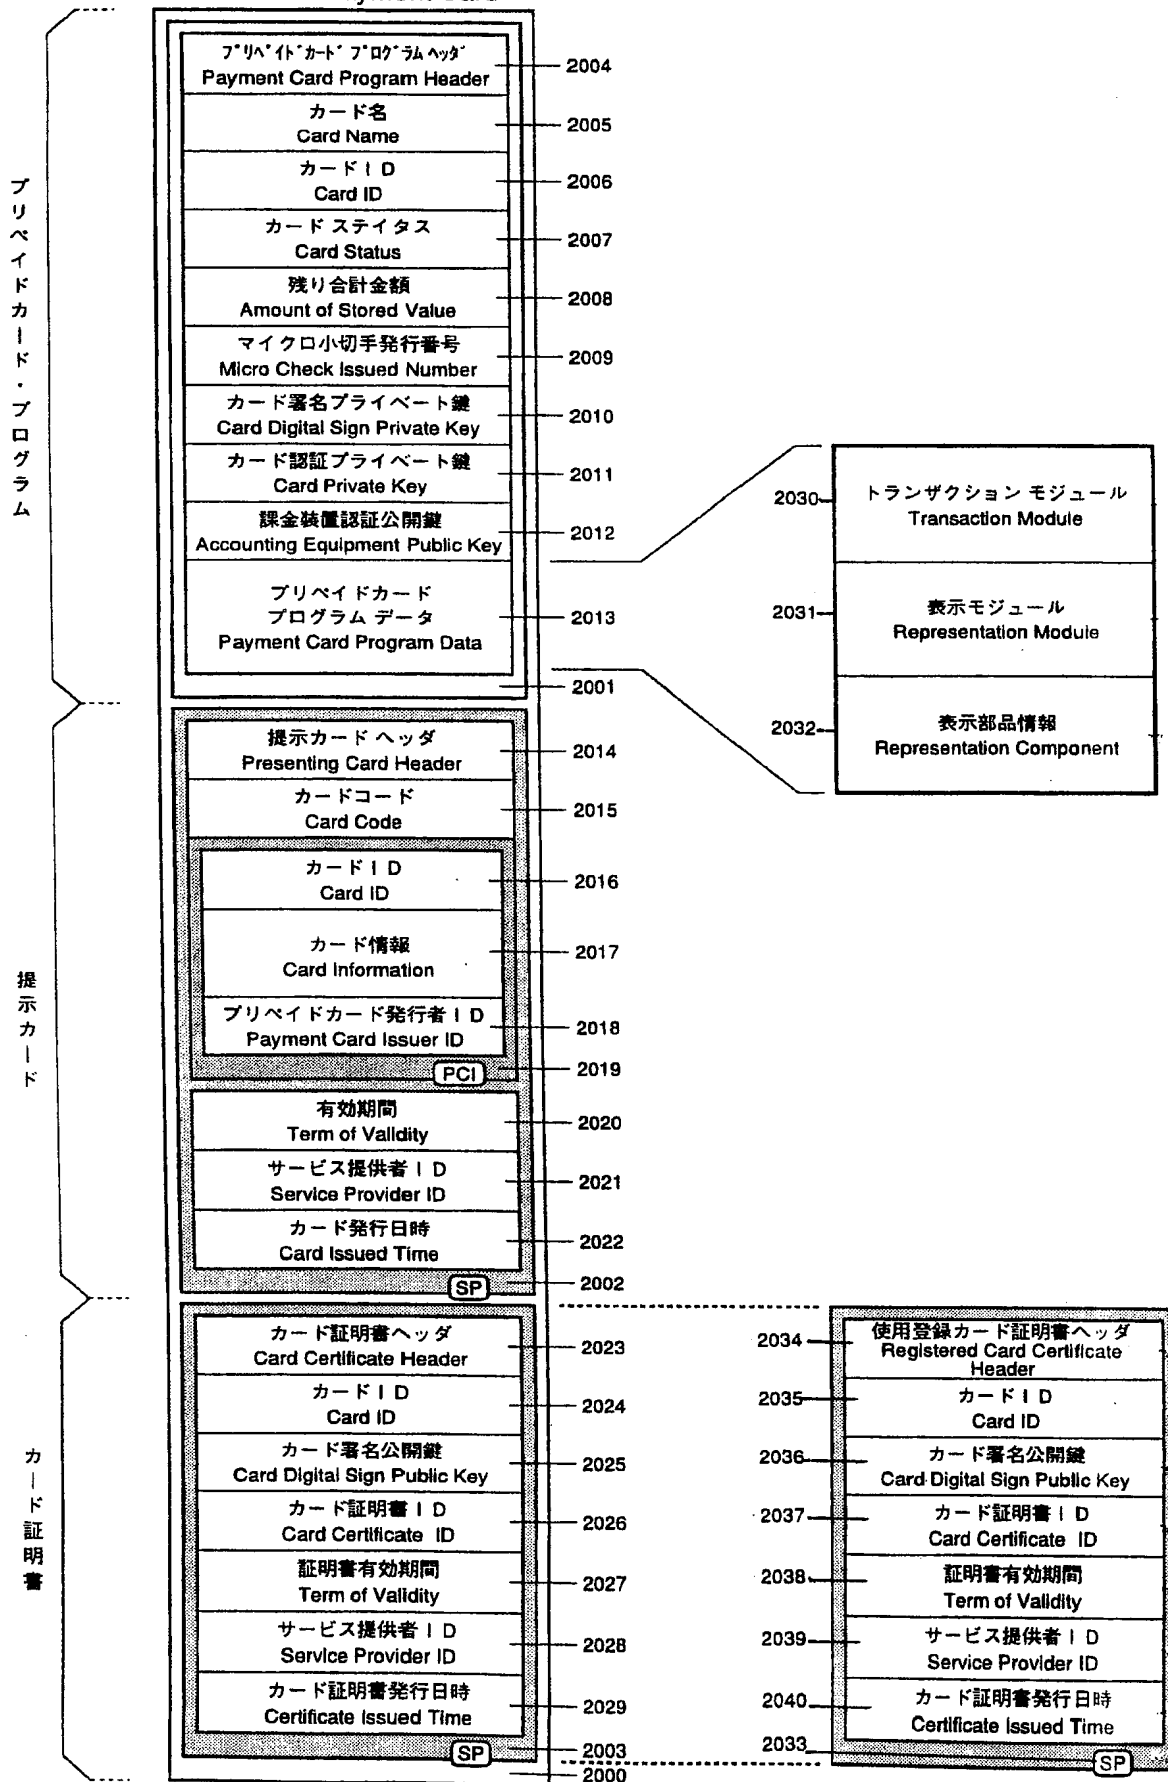 プリペイドカード プログラム ヘッダ
Payment Card Program Header
2004
カード名
Card Name
2005
カードID
Card ID
2006
カード ステイタス
Card Status
2007
残り合計金額
Amount of Stored Value
2008
マイクロ小切手発行番号
Micro Check Issued Number
2009
カード署名プライベート鍵
Card Digital Sign Private Key
2010
カード認証プライベート鍵
Card Private Key
2011
課金装置認証公開鍵
Accounting Equipment Public Key
2012
プリペイドカード
プログラム データ
Payment Card Program Data
2013
2001
プリペイドカード・プログラム
2030
トランザクション モジュール
Transaction Module
2031
表示モジュール
Representation Module
2032
表示部品情報
Representation Component
提示カード ヘッダ
Presenting Card Header
2014
カードコード
Card Code
2015
カードID
Card ID
2016
カード情報
Card Information
2017
プリペイドカード発行者ID
Payment Card Issuer ID
2018
PCI
2019
有効期間
Term of Validity
2020
サービス提供者ID
Service Provider ID
2021
カード発行日時
Card Issued Time
2022
SP
2002
提示カード
カード証明書ヘッダ
Card Certificate Header
2023
カードID
Card ID
2024
カード署名公開鍵
Card Digital Sign Public Key
2025
カード証明書ID
Card Certificate ID
2026
証明書有効期間
Term of Validity
2027
サービス提供者ID
Service Provider ID
2028
カード証明書発行日時
Certificate Issued Time
2029
SP
2003
2000
カード証明書
2034
使用登録カード証明書ヘッダ
Registered Card Certificate
Header
2035
カードID
Card ID
2036
カード署名公開鍵
Card Digital Sign Public Key
2037
カード証明書ID
Card Certificate ID
2038
証明書有効期間
Term of Validity
2039
サービス提供者ID
Service Provider ID
2040
カード証明書発行日時
Certificate Issued Time
2033
SP